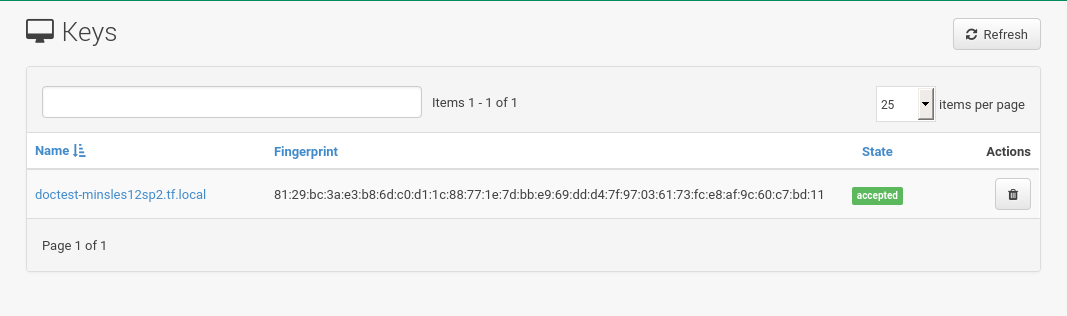 Keys
Refresh
Items 1 - 1 of 1
25 items per page
Name Fingerprint State Actions
doctest-minsles12sp2.tf.local 81:29:bc:3a:e3:b8:6d:c0:d1:1c:88:77:1e:7d:bb:e9:69:dd:d4:7f:97:03:61:73:fc:e8:af:9c:60:c7:bd:11 accepted
Page 1 of 1